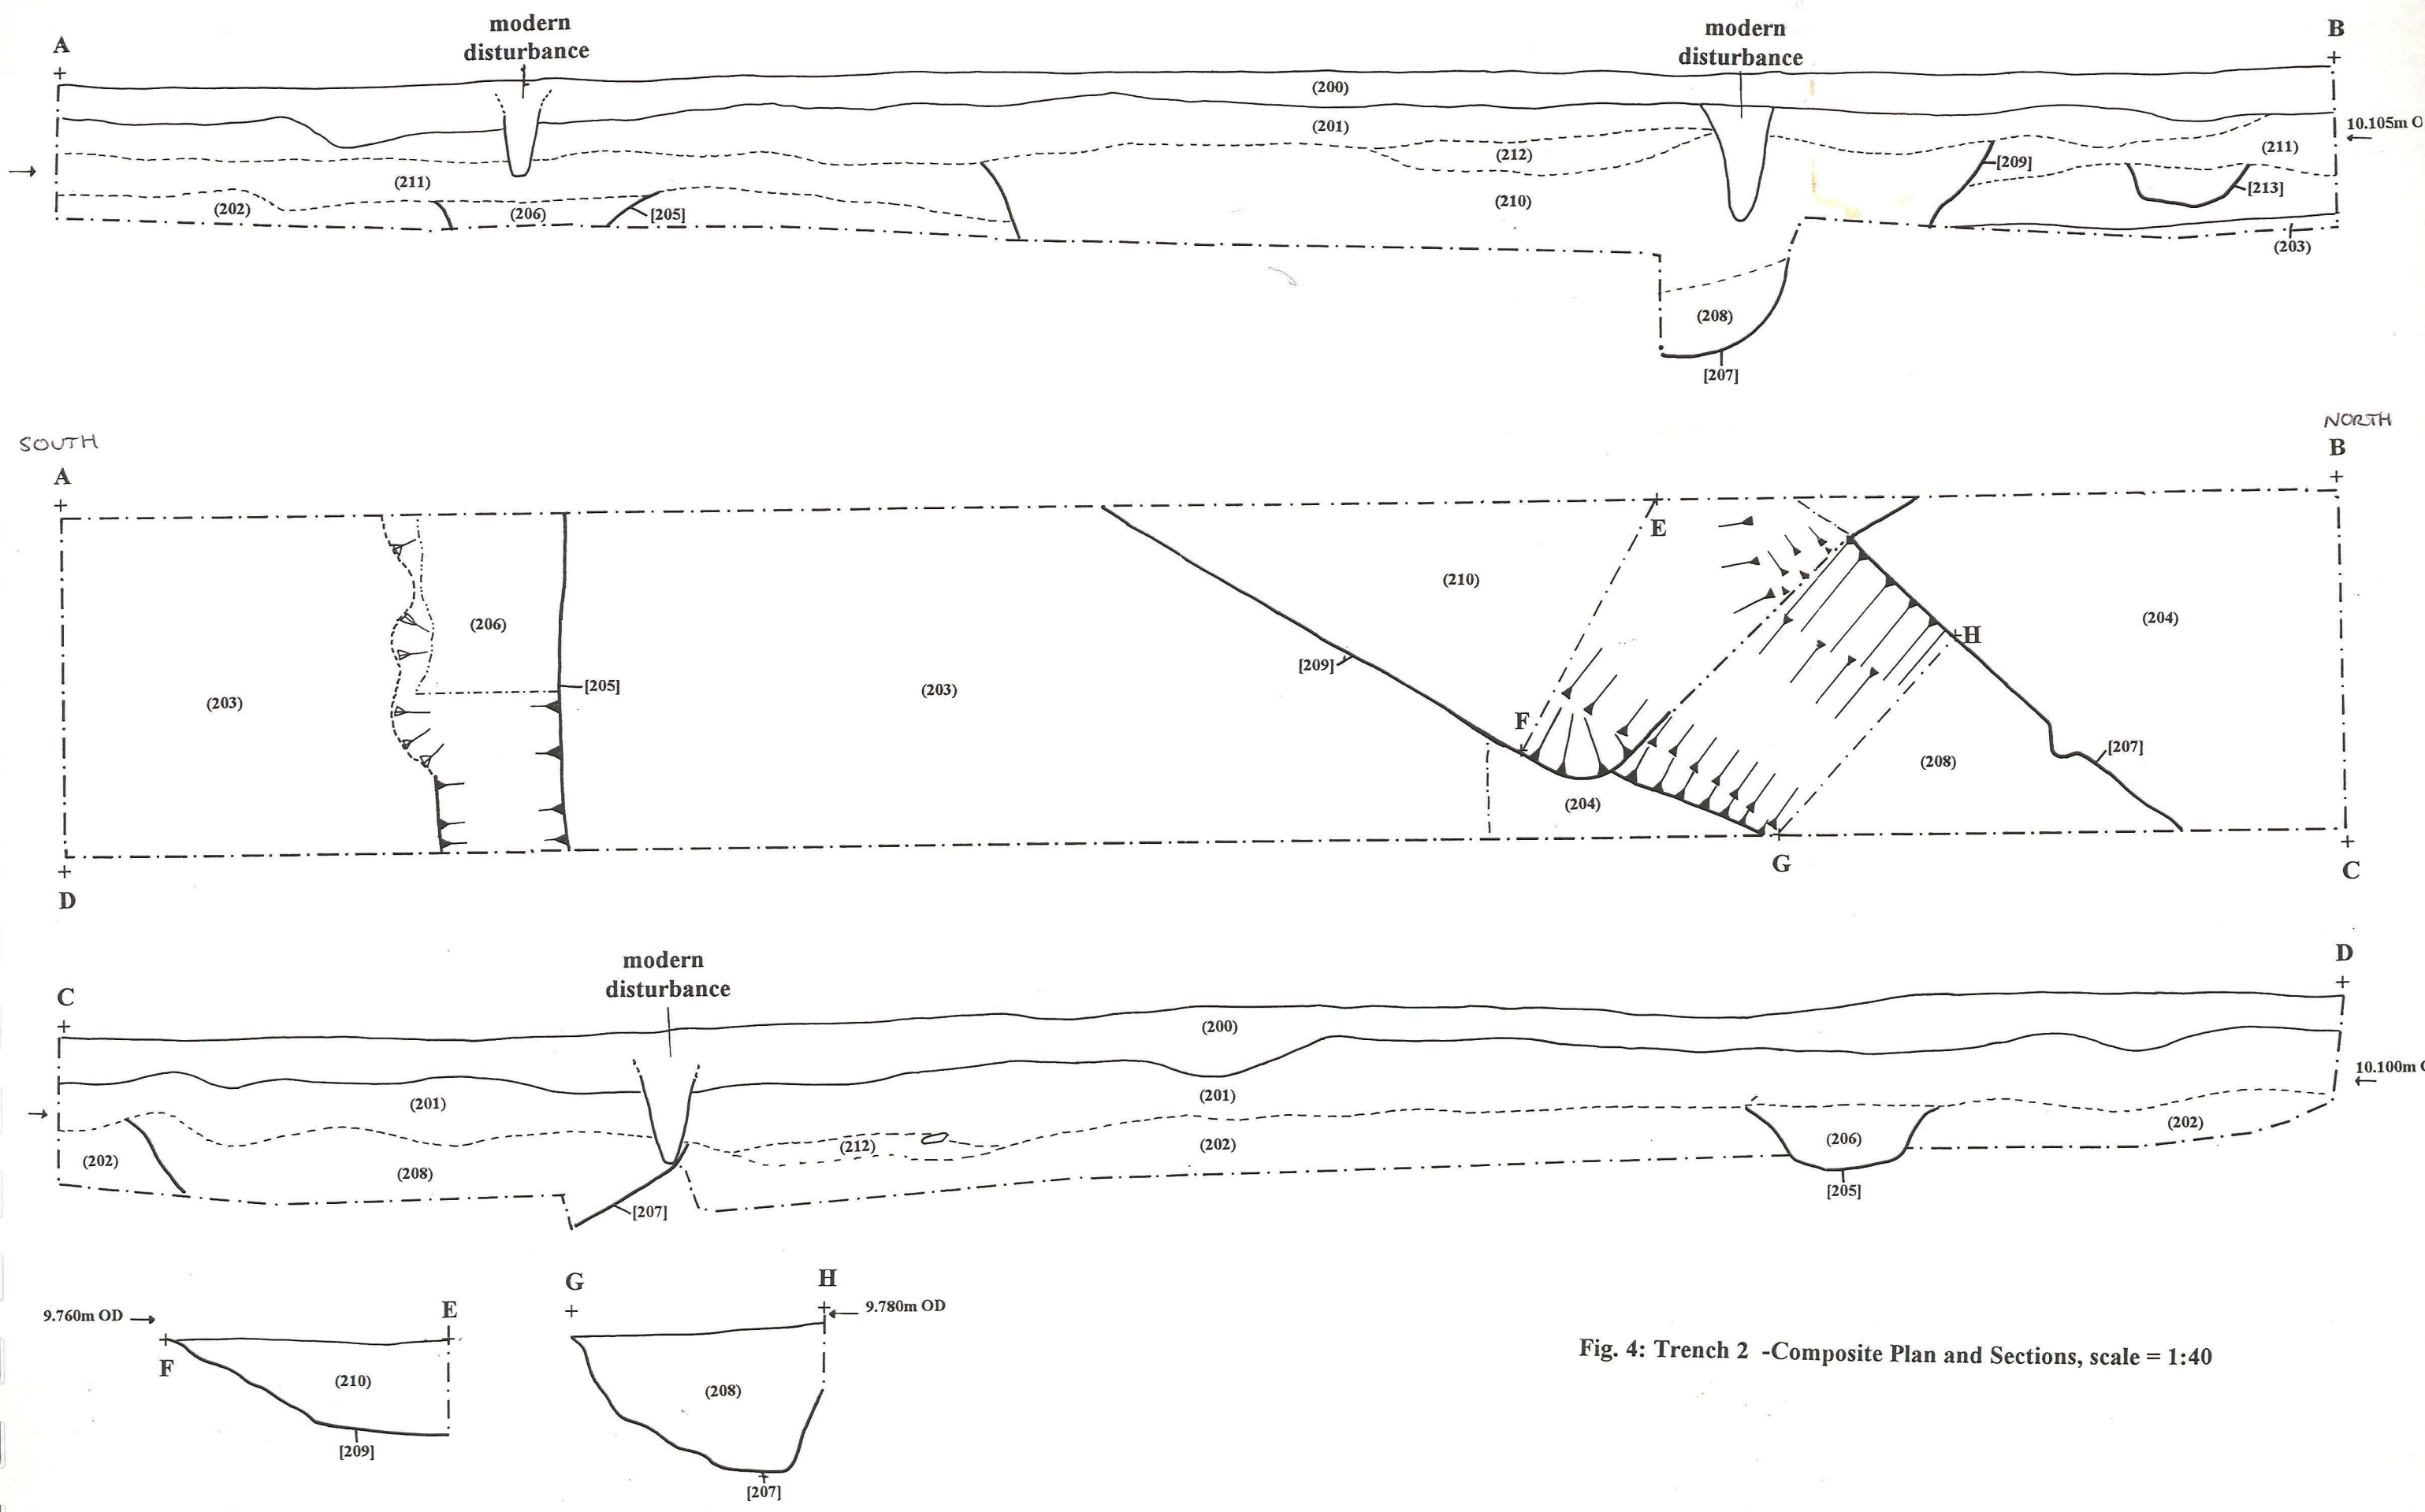 modern
disturbance
modern
disturbance
A
B
(200)
(201)
10.105m O
(212)
(211)
[209]
(211)
(210)
(202)
(206)
[205]
[213]
(203)
(208)
[207]
SOUTH
NORTH
A
B
E
(210)
(206)
(204)
H
[209]
[205]
(203)
(203)
F
[207]
(208)
(204)
G
D
C
modern
disturbance
C
D
(200)
10.100m
(201)
(201)
(212)
(202)
(202)
(206)
(202)
(208)
[205]
[207]
G
H
9.760m OD
E
9.780m OD
F
(210)
(208)
[209]
[207]
Fig. 4: Trench 2 -Composite Plan and Sections, scale = 1:40